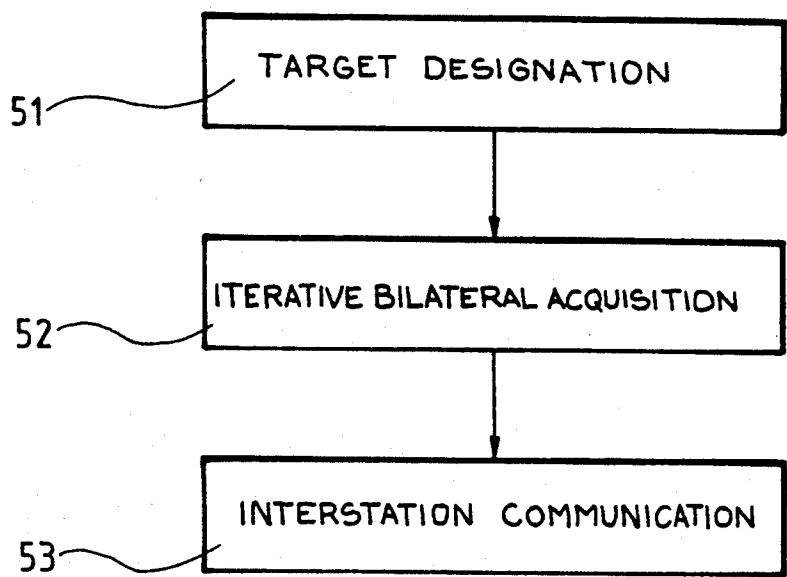 TARGET DESIGNATION
51
ITERATIVE BILATERAL ACQUISITION
52
INTERSTATION COMMUNICATION
53